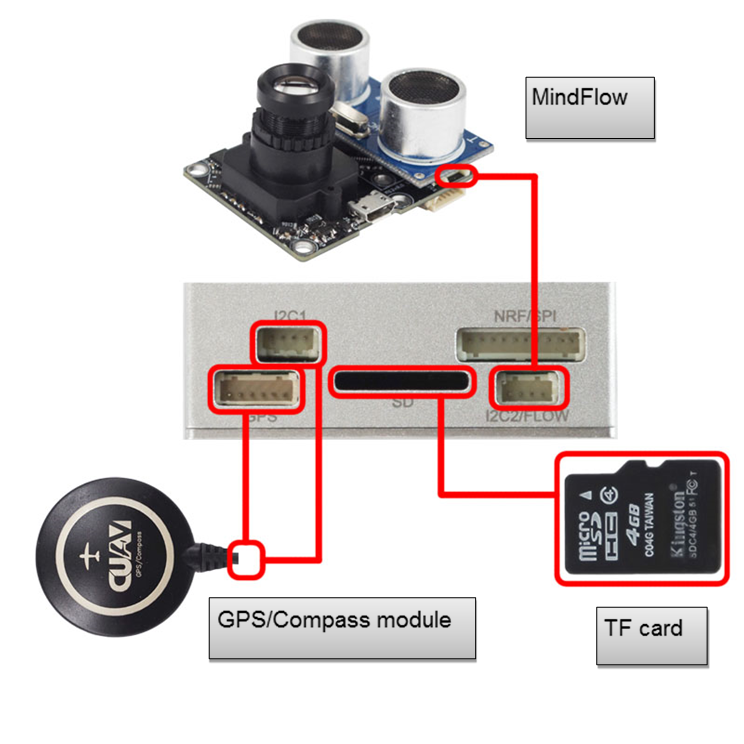 MindFlow
I2C1
NRF/SPI
SD
GPS
I2C2/FLOW
CUAV
GPS/Compass
GPS/Compass module
micro
SD
HC
4
4GB
C04G TAIWAN
Kingston
SDC4/4GB 51
TF card